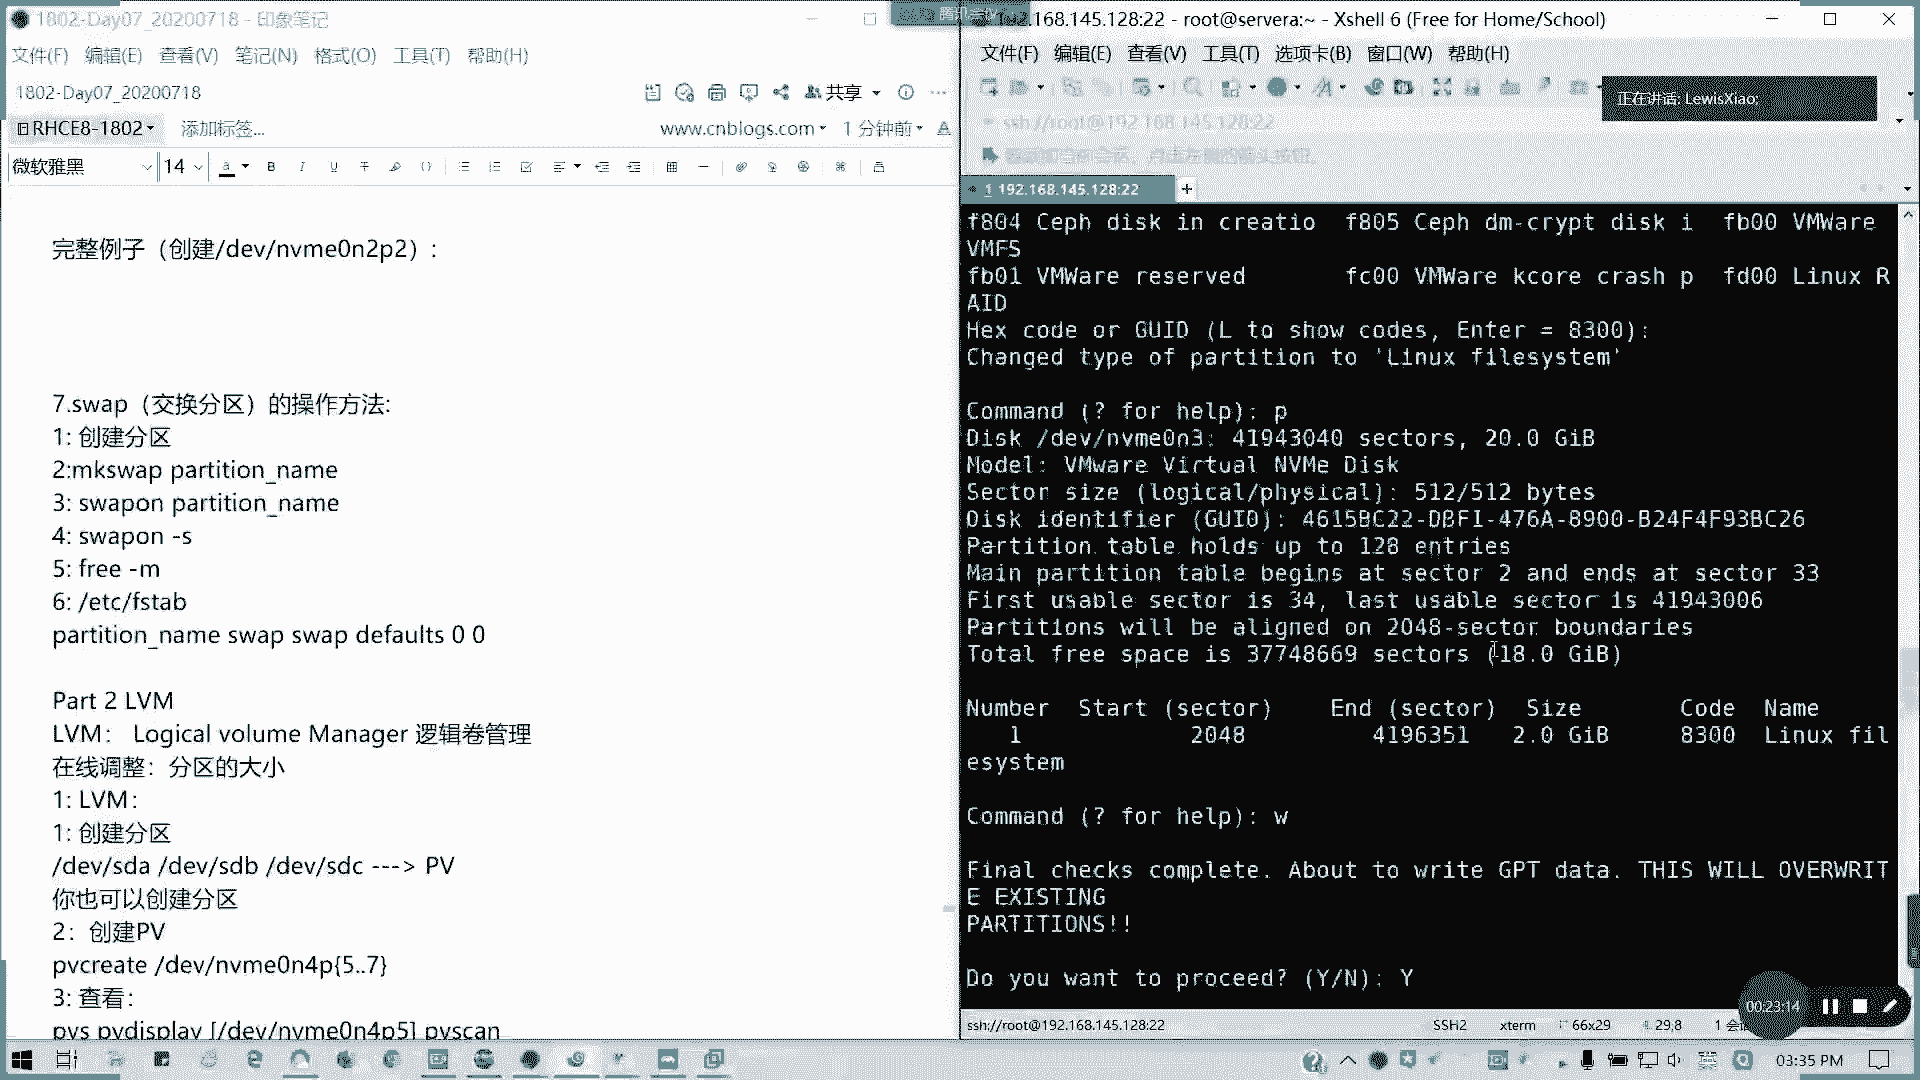 1802-Day07_20200718 - 印象笔记
文件(F) 编辑(E) 查看(V) 笔记(N) 格式(O) 工具(T) 帮助(H)
1802-Day07_20200718
共享
RHCE8-1802
添加标签...
www.cnblogs.com
1 分钟前
微软雅黑
14
完整例子（创建/dev/nvme0n2p2）:
7.swap（交换分区）的操作方法:
1: 创建分区
2:mkswap partition_name
3: swapon partition_name
4: swapon -s
5: free -m
6: /etc/fstab
partition_name swap swap defaults 0 0
Part 2 LVM
LVM: Logical volume Manager 逻辑卷管理
在线调整：分区的大小
1: LVM:
1: 创建分区
/dev/sda /dev/sdb /dev/sdc ---> PV
你也可以创建分区
2：创建PV
pvcreate /dev/nvme0n4p{5..7}
3: 查看:
pvs pvdisplay [/dev/nvme0n4p5] pvscan
192.168.145.128:22 - root@servera:~ - Xshell 6 (Free for Home/School)
文件(F) 编辑(E) 查看(V) 工具(T) 选项卡(B) 窗口(W) 帮助(H)
正在讲话: LewisXiao;
ssh://root@192.168.145.128:22
1 192.168.145.128:22
f804 Ceph disk in creatio  f805 Ceph dm-crypt disk i  fb00 VMWare
VMFS
fb01 VMWare reserved       fc00 VMWare kcore crash p  fd00 Linux R
AID
Hex code or GUID (L to show codes, Enter = 8300):
Changed type of partition to 'Linux filesystem'
Command (? for help): p
Disk /dev/nvme0n3: 41943040 sectors, 20.0 GiB
Model: VMware Virtual NVMe Disk
Sector size (logical/physical): 512/512 bytes
Disk identifier (GUID): 4615BC22-DBF1-476A-8900-B24F4F93BC26
Partition table holds up to 128 entries
Main partition table begins at sector 2 and ends at sector 33
First usable sector is 34, last usable sector is 41943006
Partitions will be aligned on 2048-sector boundaries
Total free space is 37748669 sectors (18.0 GiB)
Number  Start (sector)    End (sector)  Size       Code  Name
1            2048         4196351   2.0 GiB     8300  Linux fil
esystem
Command (? for help): w
Final checks complete. About to write GPT data. THIS WILL OVERWRIT
E EXISTING
PARTITIONS!!
Do you want to proceed? (Y/N): Y
00:23:14
ssh://root@192.168.145.128:22
SSH2
xterm
66x29
29,8
03:35 PM